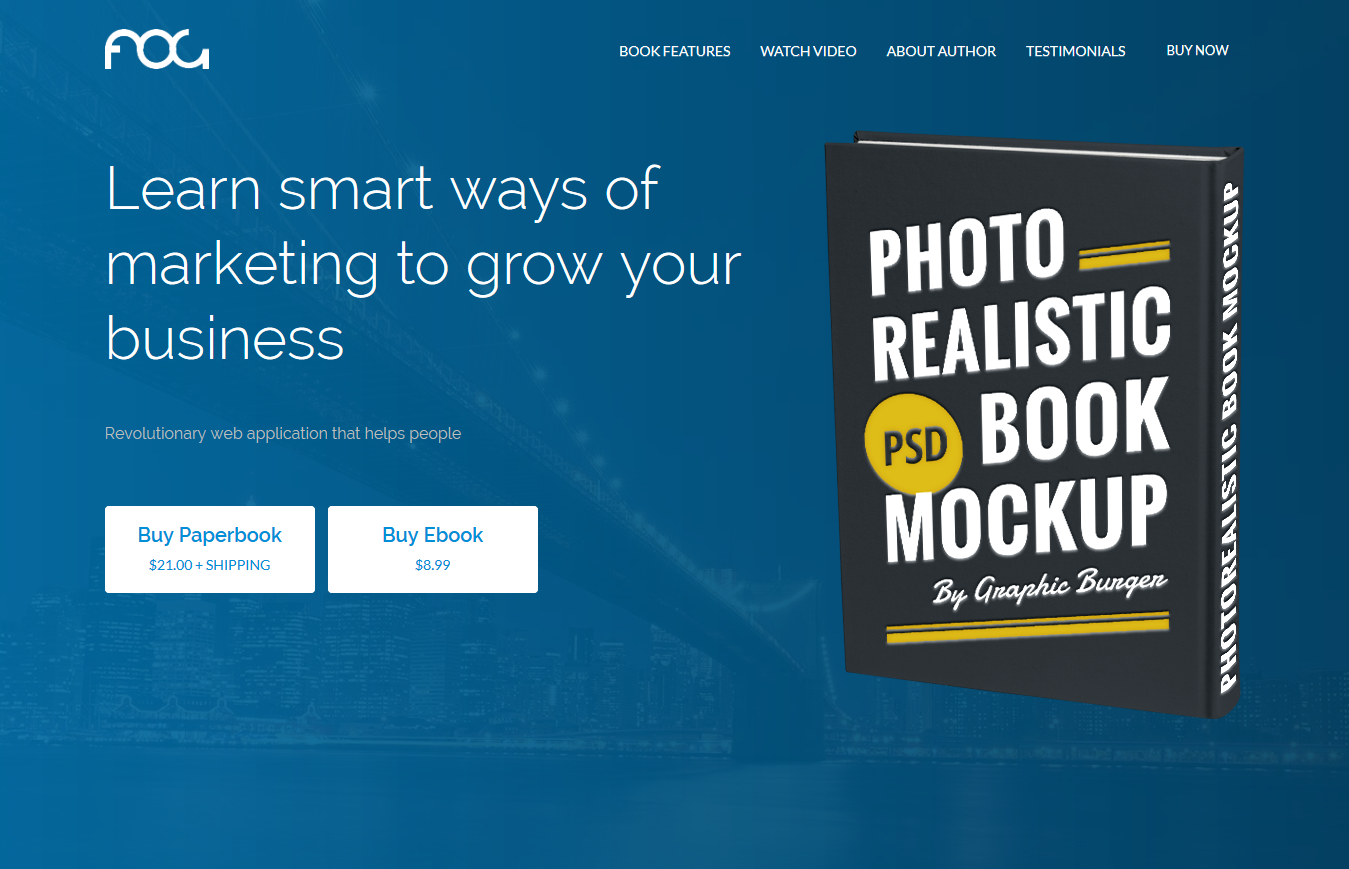 FOG
BOOK FEATURES
WATCH VIDEO
ABOUT AUTHOR
TESTIMONIALS
BUY NOW
Learn smart ways of
marketing to grow your
business
Revolutionary web application that helps people
Buy Paperbook
$21.00 + SHIPPING
Buy Ebook
$8.99
PHOTO
REALISTIC
PSD BOOK
MOCKUP
By Graphic Burger
PHOTOREALISTIC BOOK MOCKUP